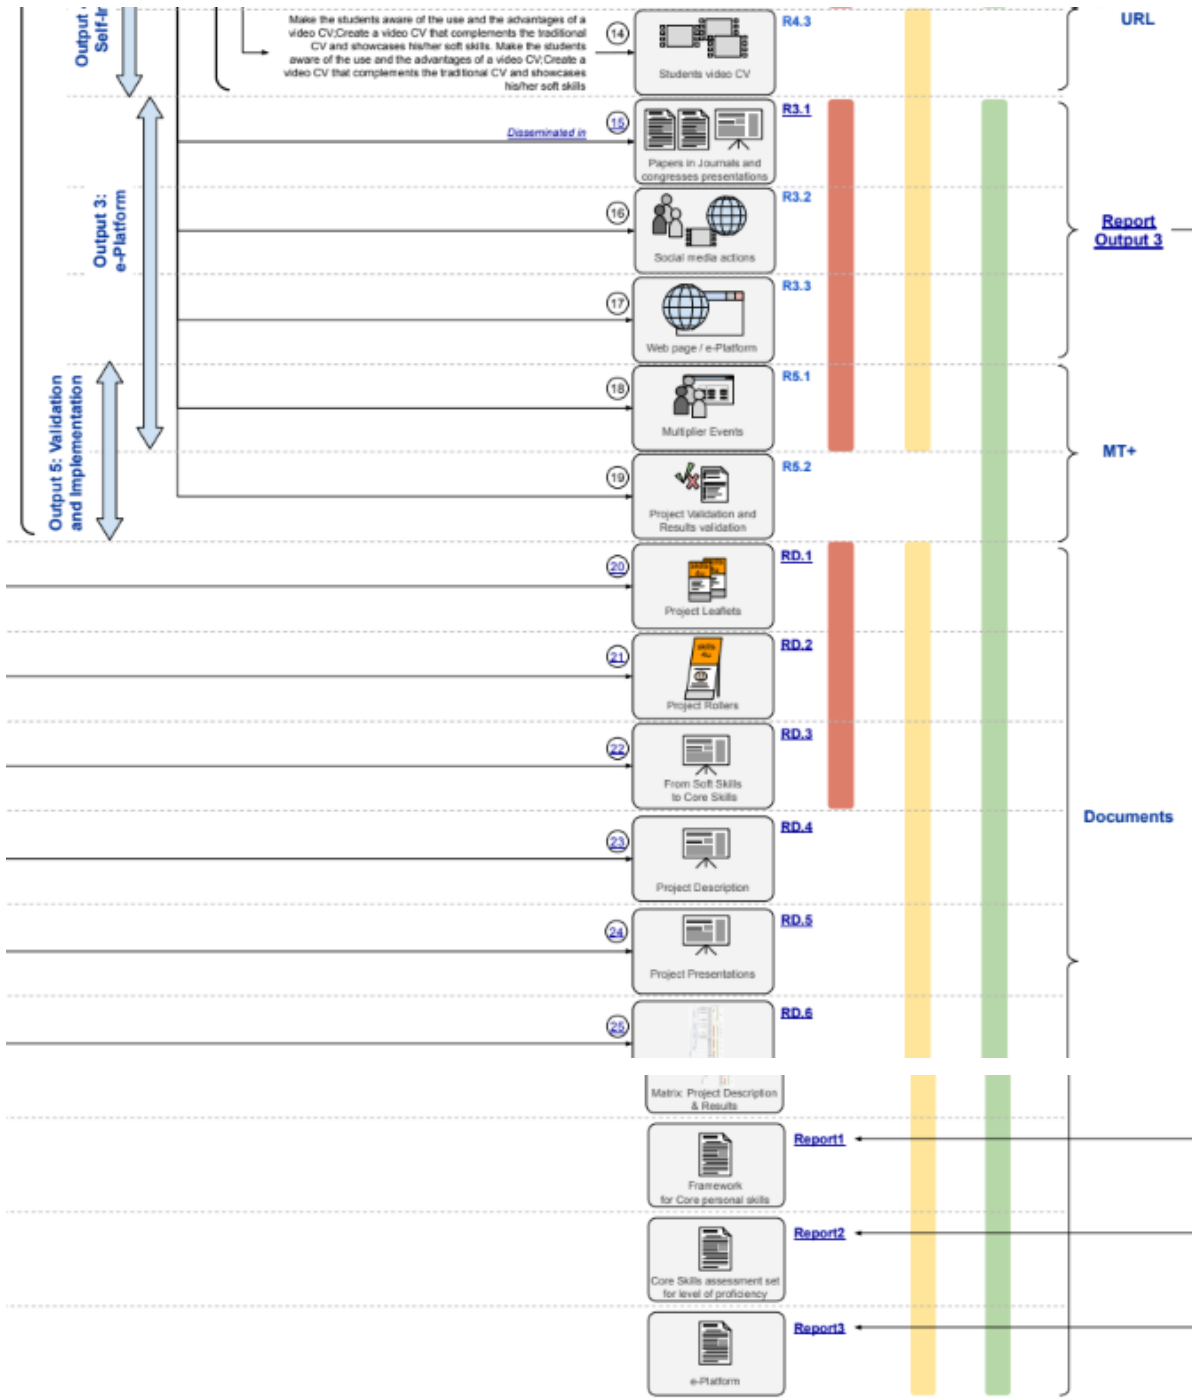 Output
Self-In
Make the students aware of the use and the advantages of a
video CV;Create a video CV that complements the traditional
CV and showcases his/her soft skills. Make the students
aware of the use and the advantages of a video CV;Create a
video CV that complements the traditional CV and showcases
his/her soft skills
14
Students video CV
R4.3
URL
Output 3:
e-Platform
Disseminated in
15
Papers in Journals and
congresses presentations
R3.1
16
Social media actions
R3.2
Report
Output 3
17
Web page / e-Platform
R3.3
Output 5: Validation
and Implementation
18
Multiplier Events
R5.1
MT+
19
Project Validation and
Results validation
R5.2
20
Project Leaflets
RD.1
21
Skills
4u
Project Rollers
RD.2
22
From Soft Skills
to Core Skills
RD.3
Documents
23
Project Description
RD.4
24
Project Presentations
RD.5
25
RD.6
Matrix: Project Description
& Results
Framework
for Core personal skills
Report1
Core Skills assessment set
for level of proficiency
Report2
e-Platform
Report3